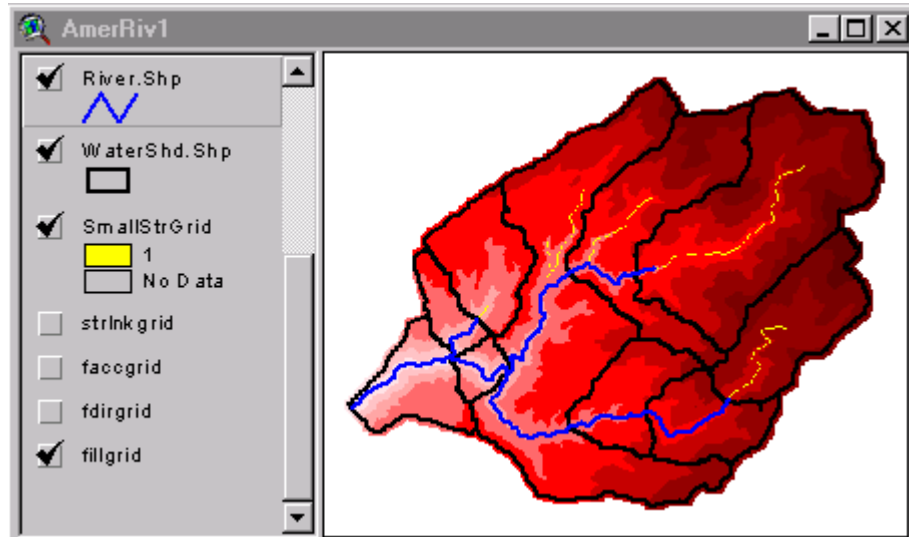 AmerRiv1
River.Shp
WaterShd.Shp
SmallStrGrid
1
No Data
strlnkgrid
faccgrid
fdirgrid
fillgrid